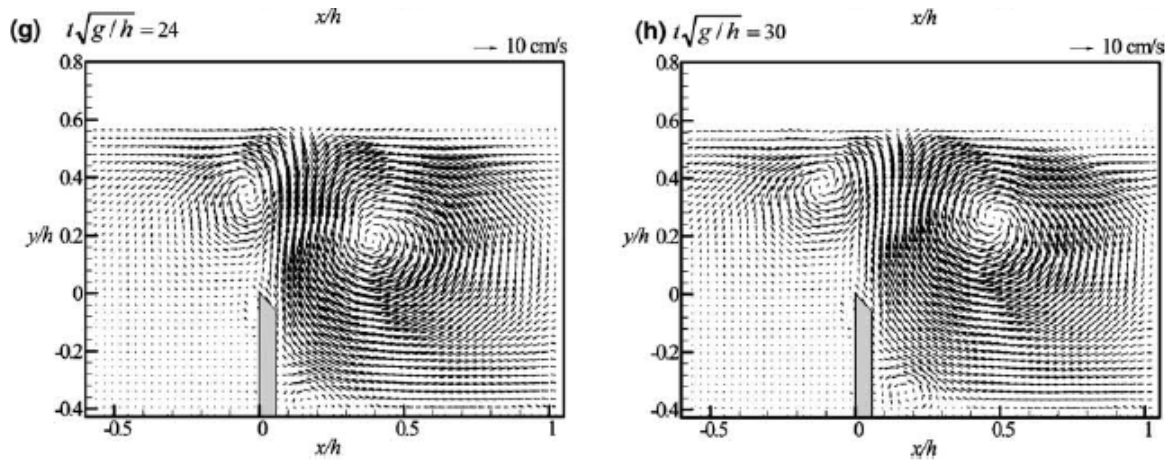 x/h
x/h
(g) t√g/h = 24
→ 10 cm/s
0.8
0.6
0.4
y/h 0.2
0
-0.2
-0.4
-0.5 0 0.5 1
x/h
(h) t√g/h = 30
→ 10 cm/s
0.8
0.6
0.4
y/h 0.2
0
-0.2
-0.4
-0.5 0 0.5 1
x/h